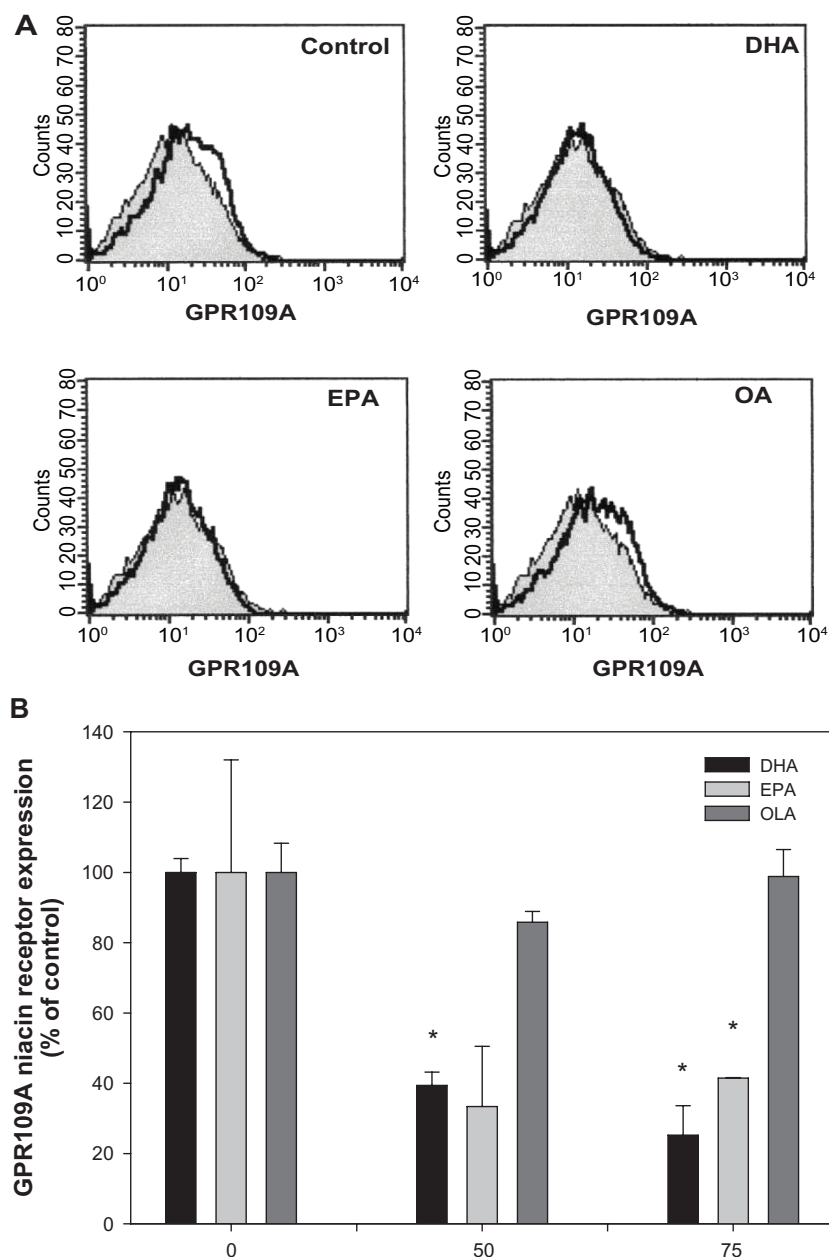 A
Control
DHA
80
70
60
50
40
30
20
10
0
Counts
10⁰ 10¹ 10² 10³ 10⁴
GPR109A
80
70
60
50
40
30
20
10
0
Counts
10⁰ 10¹ 10² 10³ 10⁴
GPR109A
EPA
OA
80
70
60
50
40
30
20
10
0
Counts
10⁰ 10¹ 10² 10³ 10⁴
GPR109A
80
70
60
50
40
30
20
10
0
Counts
10⁰ 10¹ 10² 10³ 10⁴
GPR109A
B
GPR109A niacin receptor expression
(% of control)
140
120
100
80
60
40
20
0
DHA
EPA
OLA
*
*
*
0 50 75